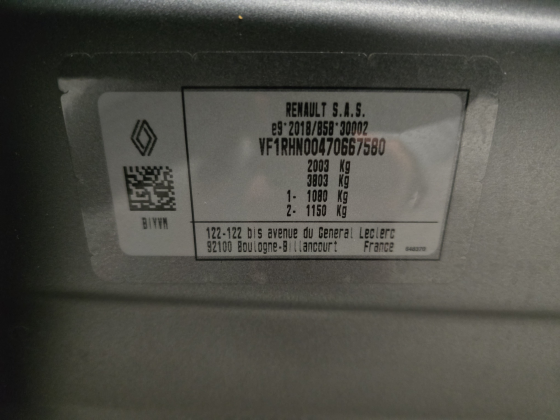 RENAULT S.A.S.
e9*2018/858*30002
VF1RHN00470667580
2003 Kg
3803 Kg
1- 1080 Kg
2- 1150 Kg
122-122 bis avenue du General Leclerc
92100 Boulogne-Billancourt France